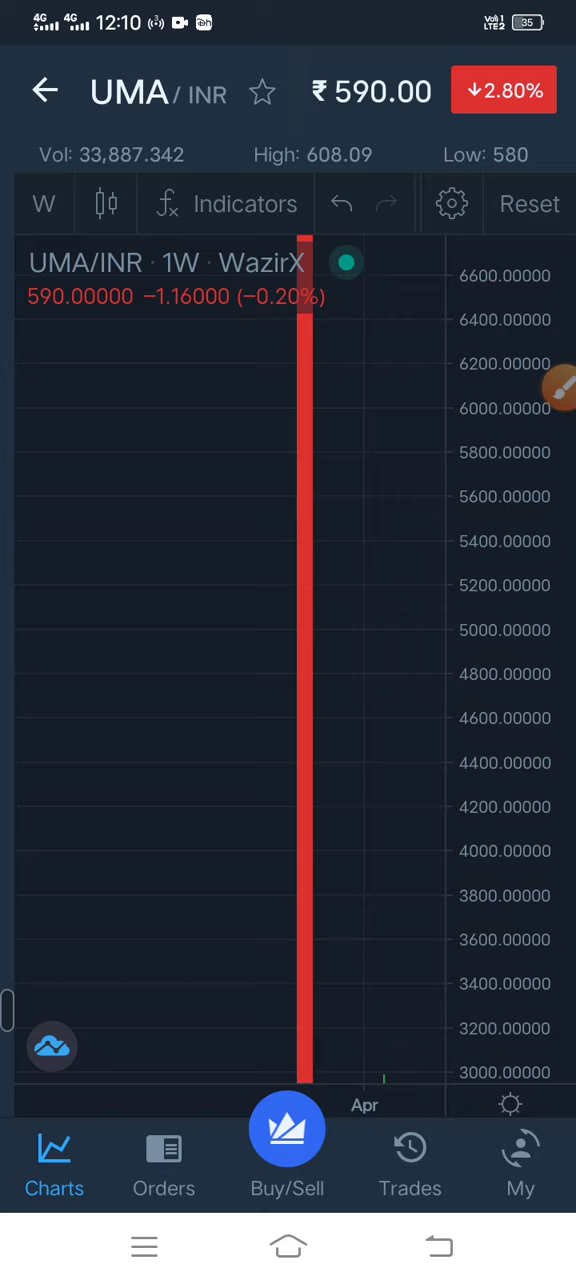 4G 4G 12:10 Vo1) 1 LTE2 35
UMA / INR ₹ 590.00 ↓2.80%
Vol: 33,887.342 High: 608.09 Low: 580
W fx Indicators Reset
UMA/INR · 1W · WazirX
590.00000 −1.16000 (−0.20%)
6600.00000
6400.00000
6200.00000
6000.00000
5800.00000
5600.00000
5400.00000
5200.00000
5000.00000
4800.00000
4600.00000
4400.00000
4200.00000
4000.00000
3800.00000
3600.00000
3400.00000
3200.00000
3000.00000
Apr
Charts Orders Buy/Sell Trades My